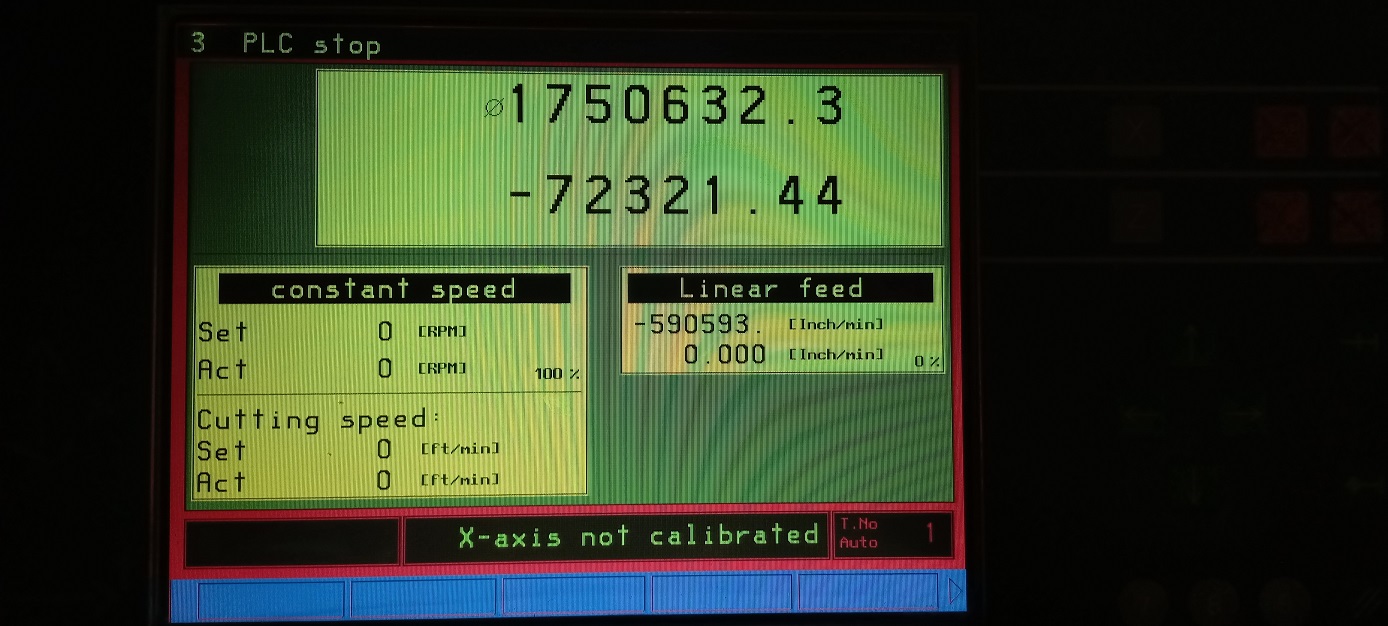 3 PLC stop
⌀1750632.3
-72321.44
constant speed
Set 0 [RPM]
Act 0 [RPM] 100 %
Cutting speed:
Set 0 [ft/min]
Act 0 [ft/min]
Linear feed
-590593. [Inch/min]
0.000 [Inch/min] 0 %
X-axis not calibrated
T.No
Auto 1